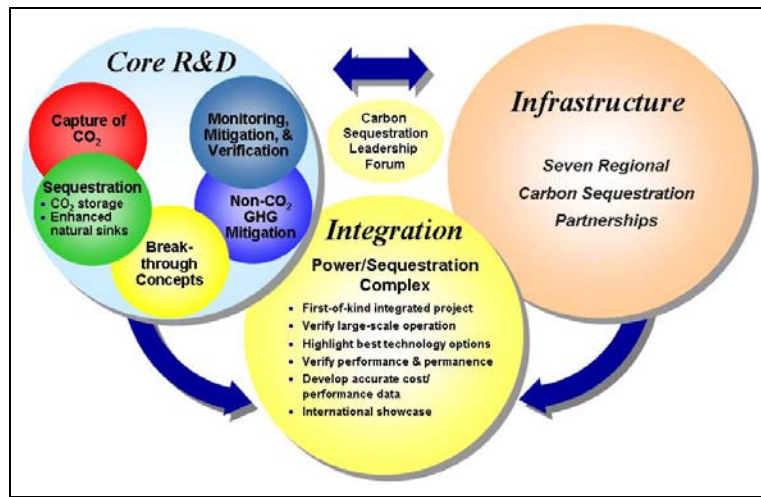 Core R&D
Capture of
CO₂
Sequestration
• CO₂ storage
• Enhanced
natural sinks
Break-
through
Concepts
Monitoring,
Mitigation, &
Verification
Non-CO₂
GHG
Mitigation
Carbon
Sequestration
Leadership
Forum
Infrastructure
Seven Regional
Carbon Sequestration
Partnerships
Integration
Power/Sequestration
Complex
• First-of-kind integrated project
• Verify large-scale operation
• Highlight best technology options
• Verify performance & permanence
• Develop accurate cost/
performance data
• International showcase